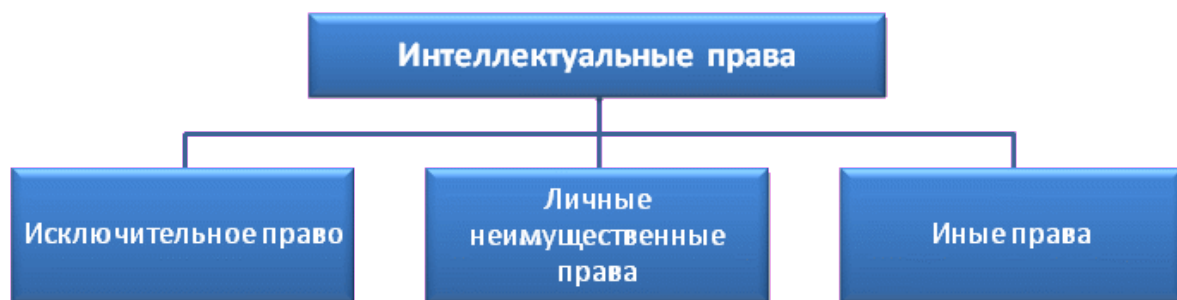 Интеллектуальные права
Исключительное право
Личные
неимущественные
права
Иные права